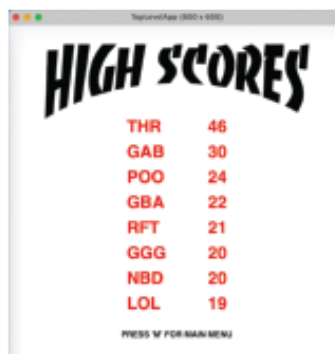 TopLevelApp (600 x 600)
HIGH SCORES
THR 46
GAB 30
POO 24
GBA 22
RFT 21
GGG 20
NBD 20
LOL 19
PRESS 'M' FOR MAIN MENU